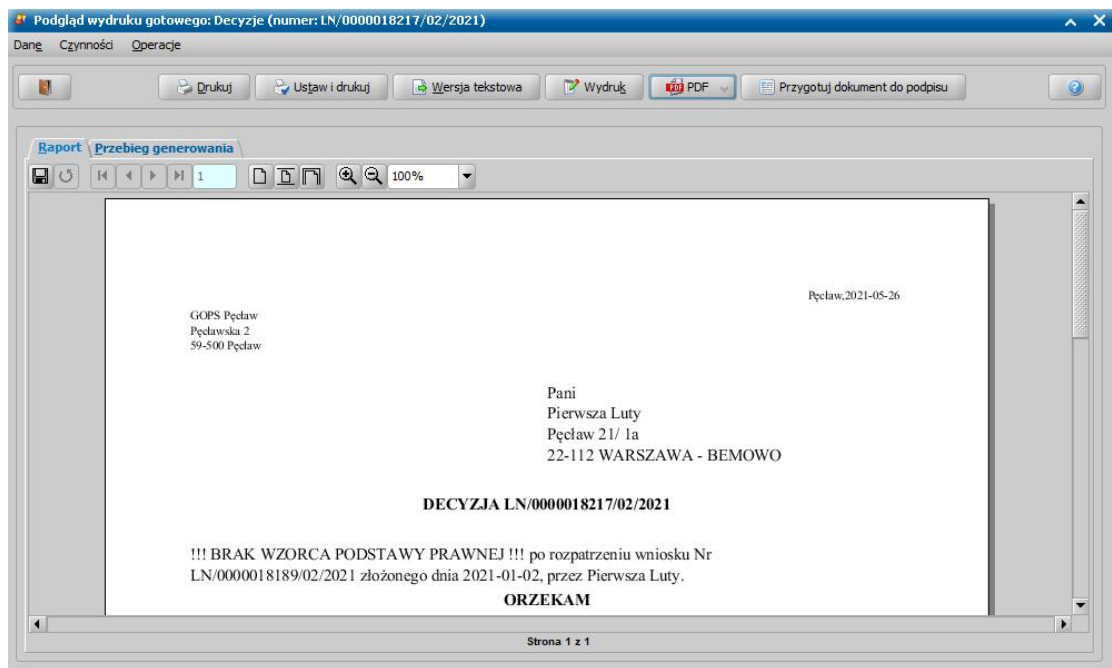 Podgląd wydruku gotowego: Decyzje (numer: LN/0000018217/02/2021)
Dane Czynności Operacje
Drukuj Ustaw i drukuj Wersja tekstowa Wydruk PDF Przygotuj dokument do podpisu
Raport Przebieg generowania
1 100%
Pęcław,2021-05-26
GOPS Pęcław
Pęcławska 2
59-500 Pęcław
Pani
Pierwsza Luty
Pęcław 21/ 1a
22-112 WARSZAWA - BEMOWO
DECYZJA LN/0000018217/02/2021
!!! BRAK WZORCA PODSTAWY PRAWNEJ !!! po rozpatrzeniu wniosku Nr
LN/0000018189/02/2021 złożonego dnia 2021-01-02, przez Pierwsza Luty.
ORZEKAM
Strona 1 z 1